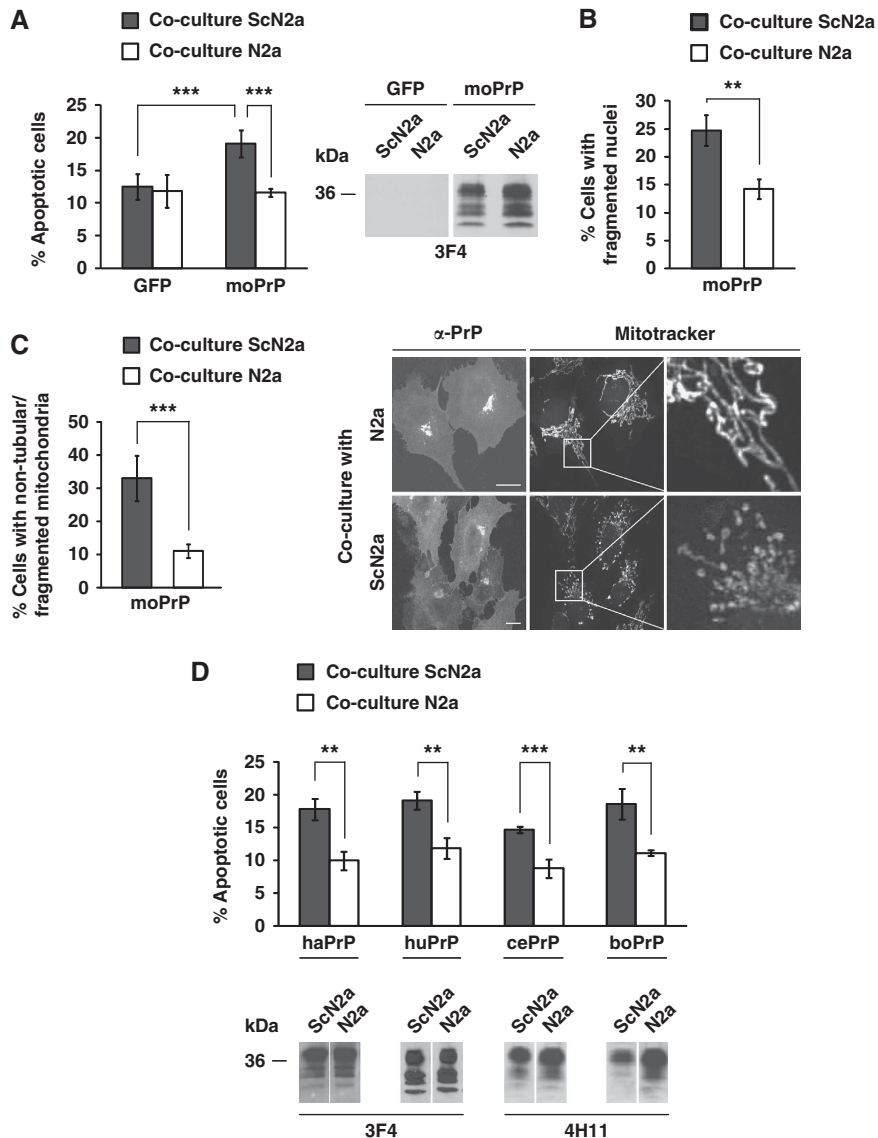 A
Co-culture ScN2a
Co-culture N2a
% Apoptotic cells
25
20
15
10
5
0
***
***
GFP
moPrP
GFP
moPrP
ScN2a
N2a
ScN2a
N2a
kDa
36
3F4
B
Co-culture ScN2a
Co-culture N2a
% Cells with
fragmented nuclei
30
25
20
15
10
5
0
**
moPrP
C
Co-culture ScN2a
Co-culture N2a
% Cells with non-tubular/
fragmented mitochondria
50
40
30
20
10
0
***
moPrP
α-PrP
Mitotracker
Co-culture with
N2a
ScN2a
D
Co-culture ScN2a
Co-culture N2a
% Apoptotic cells
25
20
15
10
5
0
**
**
***
**
haPrP
huPrP
cePrP
boPrP
kDa
ScN2a
N2a
ScN2a
N2a
ScN2a
N2a
ScN2a
N2a
36
3F4
4H11